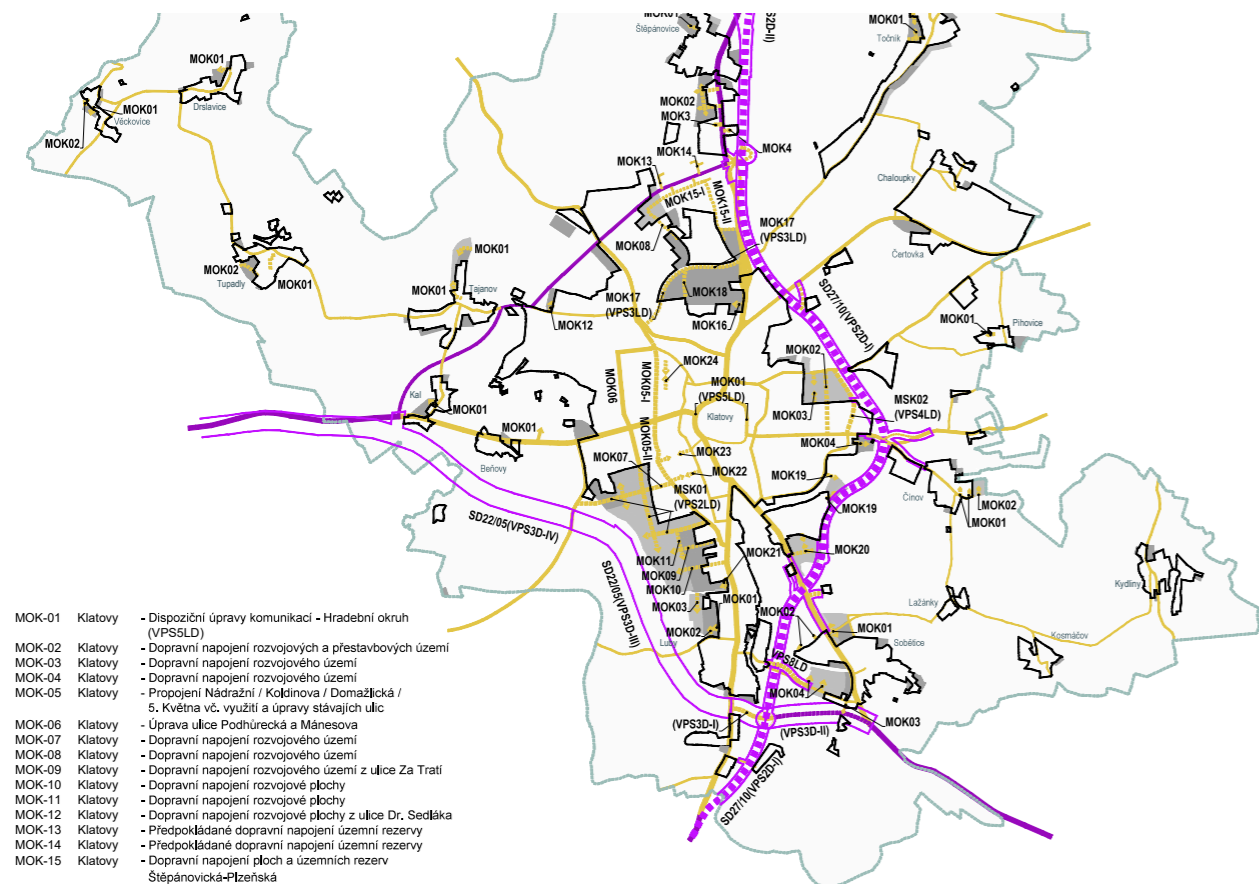 MOK01
Štěpánovice
SD27/10(VPS2D-II)
MOK01
Točník
MOK01
Drslavice
MOK01
Věckovice
MOK02
MOK02
MOK3
MOK4
MOK14
MOK13
MOK15-I
MOK15-II
Chaloupky
MOK08
MOK17
(VPS3LD)
Čertovka
MOK01
MOK02
Tupadly
MOK01
MOK01
Tajanov
MOK17
(VPS3LD)
MOK18
MOK12
MOK16
SD27/10(VPS2D-I)
MOK01
Pihovice
MOK02
MOK24
MOK06
MOK05-I
MOK01
(VPS5LD)
Klatovy
MOK03
MSK02
(VPS4LD)
Kal
MOK01
MOK01
Beňovy
MOK05-II
MOK04
MOK23
MOK07
MOK22
MOK19
MSK01
(VPS2LD)
Činov
MOK02
MOK01
MOK19
SD22/05(VPS3D-IV)
MOK20
MOK21
MOK11
MOK09
MOK10
Kydliny
SD22/05(VPS3D-III)
MOK01
MOK03
MOK02
Lažánky
MOK02
Luby
MOK01
Soběšice
Kosmáčov
VPS8LD
MOK04
(VPS3D-I)
(VPS3D-II)
MOK03
SD27/10(VPS2D-I)
MOK-01 Klatovy - Dispoziční úpravy komunikací - Hradební okruh
(VPS5LD)
MOK-02 Klatovy - Dopravní napojení rozvojových a přestavbových území
MOK-03 Klatovy - Dopravní napojení rozvojového území
MOK-04 Klatovy - Dopravní napojení rozvojového území
MOK-05 Klatovy - Propojení Nádražní / Koldinova / Domažlická /
5. Května vč. využití a úpravy stávajích ulic
MOK-06 Klatovy - Úprava ulice Podhůrecká a Mánesova
MOK-07 Klatovy - Dopravní napojení rozvojového území
MOK-08 Klatovy - Dopravní napojení rozvojového území
MOK-09 Klatovy - Dopravní napojení rozvojového území z ulice Za Tratí
MOK-10 Klatovy - Dopravní napojení rozvojové plochy
MOK-11 Klatovy - Dopravní napojení rozvojové plochy
MOK-12 Klatovy - Dopravní napojení rozvojové plochy z ulice Dr. Sedláka
MOK-13 Klatovy - Předpokládané dopravní napojení územní rezervy
MOK-14 Klatovy - Předpokládané dopravní napojení územní rezervy
MOK-15 Klatovy - Dopravní napojení ploch a územních rezerv
Štěpánovická-Plzeňská